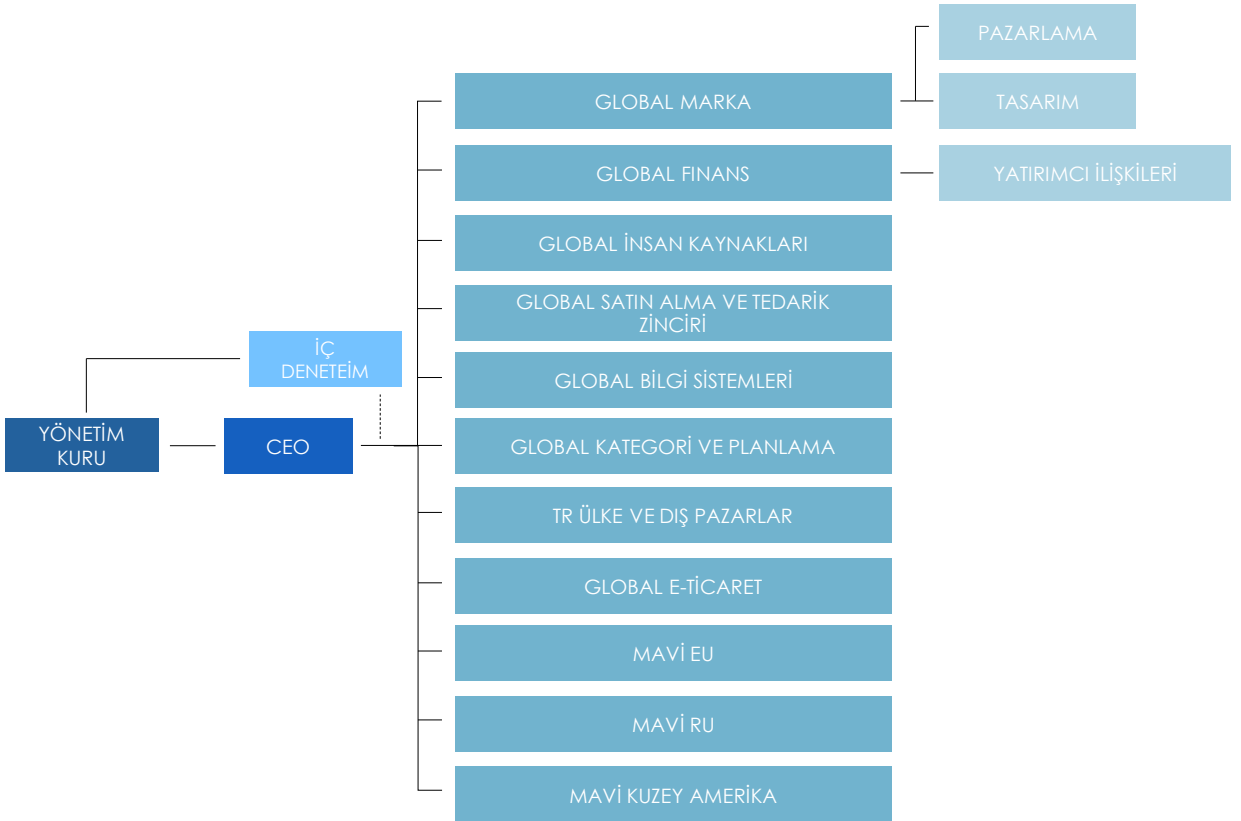 YÖNETİM
KURU
İÇ
DENETEİM
CEO
GLOBAL MARKA
GLOBAL FINANS
GLOBAL İNSAN KAYNAKLARI
GLOBAL SATIN ALMA VE TEDARİK
ZİNCİRİ
GLOBAL BİLGİ SİSTEMLERİ
GLOBAL KATEGORİ VE PLANLAMA
TR ÜLKE VE DIŞ PAZARLAR
GLOBAL E-TİCARET
MAVİ EU
MAVİ RU
MAVİ KUZEY AMERİKA
PAZARLAMA
TASARIM
YATIRIMCI İLİŞKİLERİ